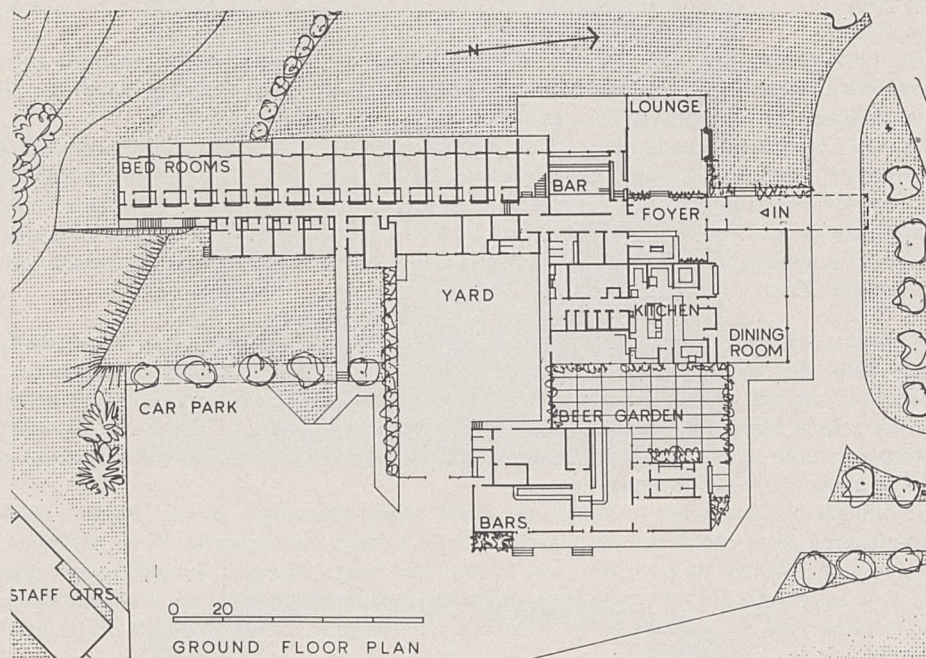 N
LOUNGE
BED ROOMS
BAR
FOYER
IN
YARD
KITCHEN
DINING
ROOM
BEER GARDEN
CAR PARK
BARS
STAFF QTRS
0 20
GROUND FLOOR PLAN